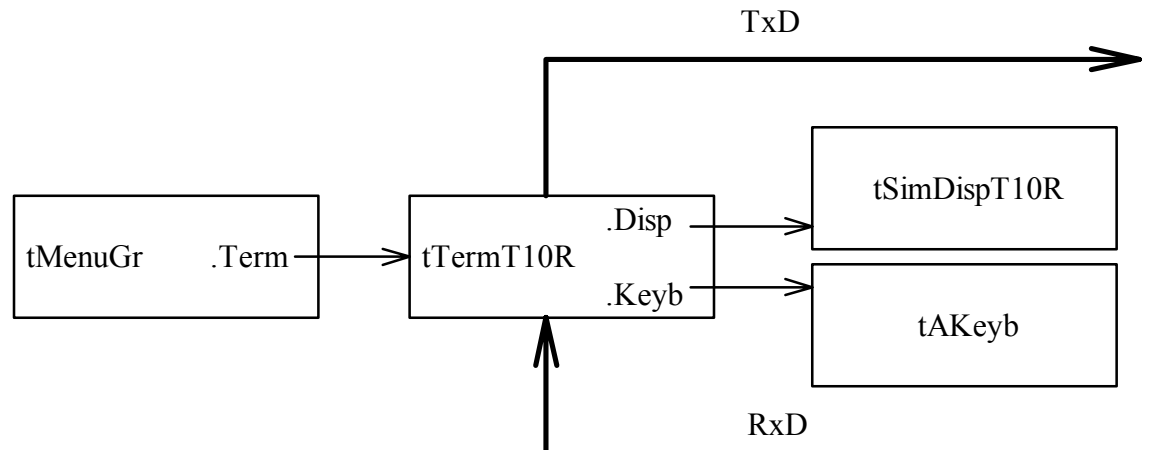 TxD
tSimDispT10R
.Disp
tMenuGr .Term
tTermT10R
.Keyb
tAKeyb
RxD